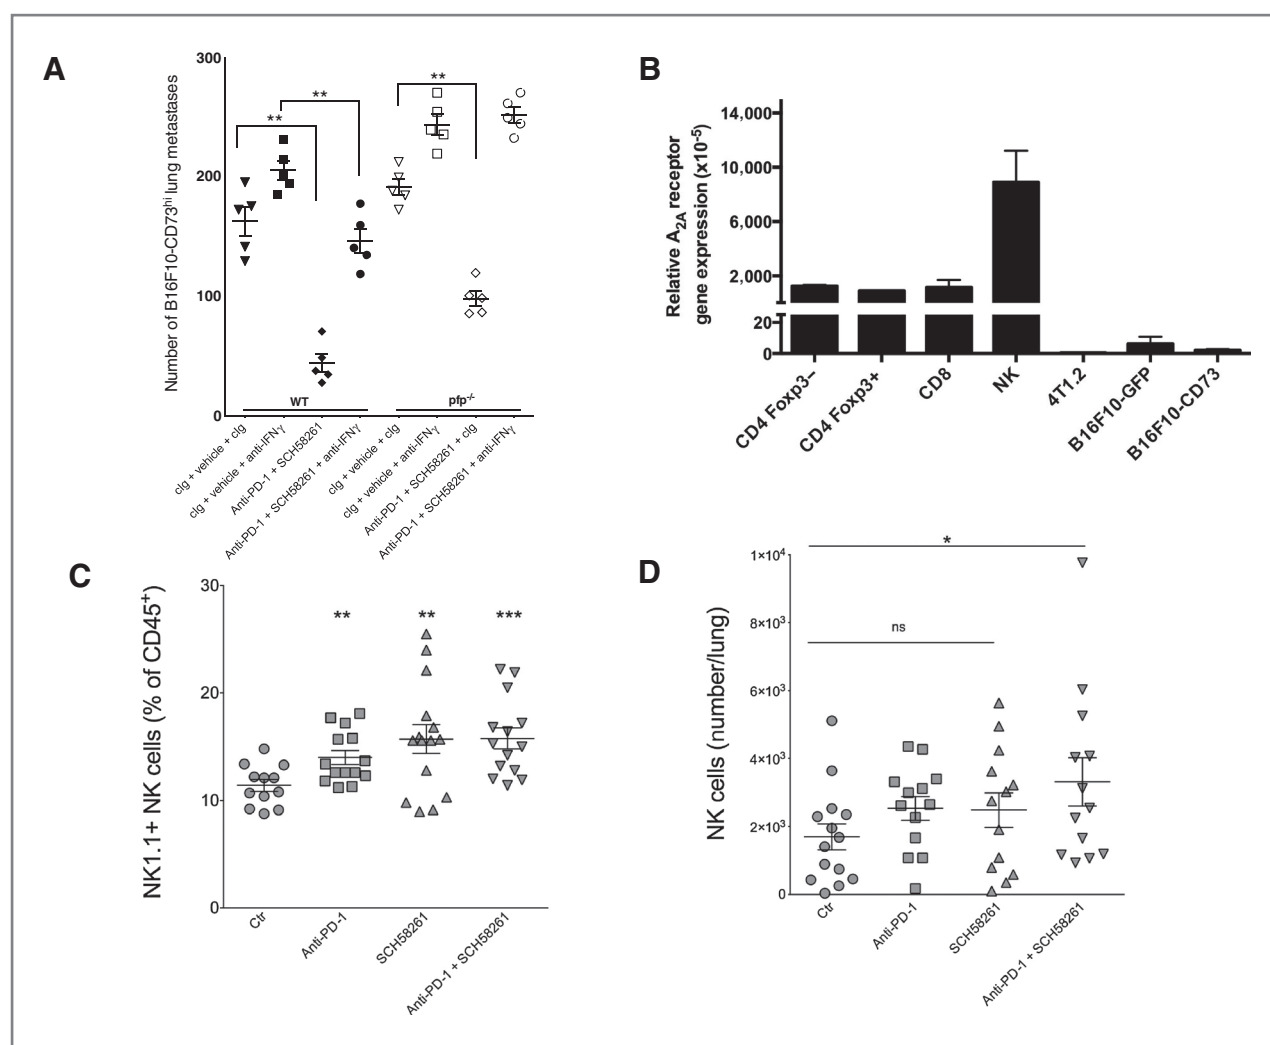 A
Number of B16F10-CD73hi lung metastases
300
200
100
0
**
**
**
WT
pfp-/-
cIg + vehicle + cIg
cIg + vehicle + anti-IFNγ
Anti-PD-1 + SCH58261
Anti-PD-1 + SCH58261 + anti-IFNγ
cIg + vehicle + cIg
cIg + vehicle + anti-IFNγ
Anti-PD-1 + SCH58261 + cIg
Anti-PD-1 + SCH58261 + anti-IFNγ
B
Relative A2A receptor
gene expression (x10-5)
14,000
10,000
6,000
2,000
20
0
CD4 Foxp3–
CD4 Foxp3+
CD8
NK
4T1.2
B16F10-GFP
B16F10-CD73
C
NK1.1+ NK cells (% of CD45+)
30
20
10
0
**
**
***
Ctr
Anti-PD-1
SCH58261
Anti-PD-1 + SCH58261
D
NK cells (number/lung)
1×10⁴
8×10³
6×10³
4×10³
2×10³
0
*
ns
Ctr
Anti-PD-1
SCH58261
Anti-PD-1 + SCH58261